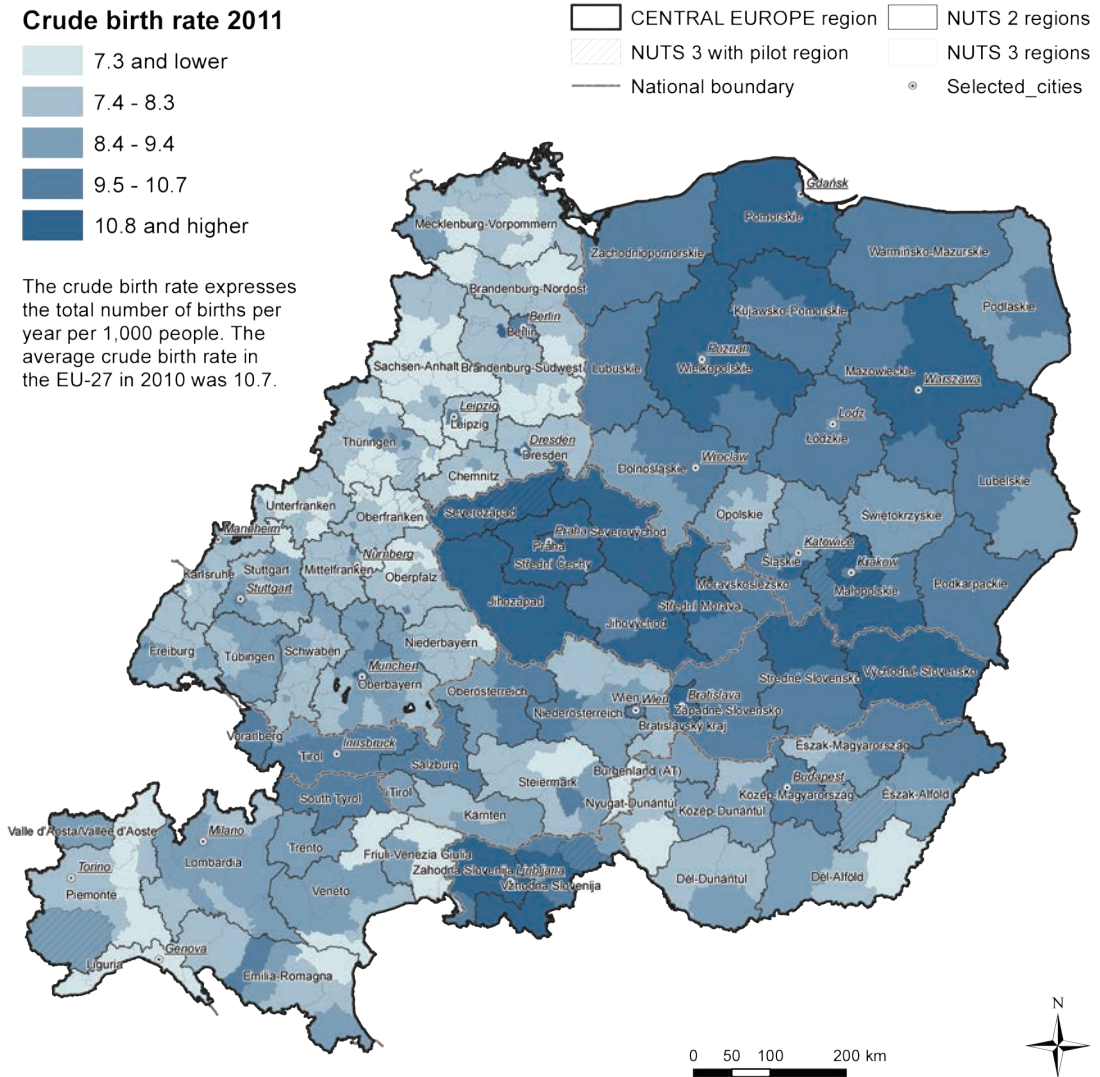 Crude birth rate 2011
7.3 and lower
7.4 - 8.3
8.4 - 9.4
9.5 - 10.7
10.8 and higher
The crude birth rate expresses
the total number of births per
year per 1,000 people. The
average crude birth rate in
the EU-27 in 2010 was 10.7.
CENTRAL EUROPE region
NUTS 2 regions
NUTS 3 with pilot region
NUTS 3 regions
National boundary
Selected_cities
Gdańsk
Pomorskie
Mecklenburg-Vorpommern
Zachodniopomorskie
Warmińsko-Mazurskie
Brandenburg-Nordost
Podlaskie
Kujawsko-Pomorskie
Berlin
Berlin
Poznan
Wielkopolskie
Sachsen-Anhalt
Brandenburg-Südwest
Lubuskie
Mazowieckie
Warszawa
Leipzig
Leipzig
Lodz
Łódzkie
Thüringen
Dresden
Dresden
Dolnośląskie
Wroclaw
Chemnitz
Lubelskie
Unterfranken
Oberfranken
Severozápad
Opolskie
Świętokrzyskie
Mannheim
Praha
Praha
Severovýchod
Katowice
Nürnberg
Střední Čechy
Śląskie
Krakow
Karlsruhe
Stuttgart
Mittelfranken
Oberpfalz
Moravskoslezsko
Małopolskie
Podkarpackie
Stuttgart
Jihozápad
Střední Morava
Jihovýchod
Freiburg
Tübingen
Schwaben
Niederbayern
München
Oberbayern
Východné Slovensko
Stredné Slovensko
Oberösterreich
Wien
Wien
Bratislava
Niederösterreich
Západné Slovensko
Bratislavský kraj
Vorarlberg
Innsbruck
Tirol
Észak-Magyarország
Salzburg
Steiermark
Burgenland (AT)
Budapest
South Tyrol
Tirol
Nyugat-Dunántúl
Közép-Magyarország
Észak-Alföld
Kärnten
Közép-Dunántúl
Valle d'Aosta/Vallée d'Aoste
Milano
Lombardia
Trento
Friuli-Venezia Giulia
Torino
Zahodna Slovenija
Ljubljana
Vzhodna Slovenija
Dél-Dunántúl
Dél-Alföld
Piemonte
Veneto
Genova
Liguria
Emilia-Romagna
N
0 50 100 200 km